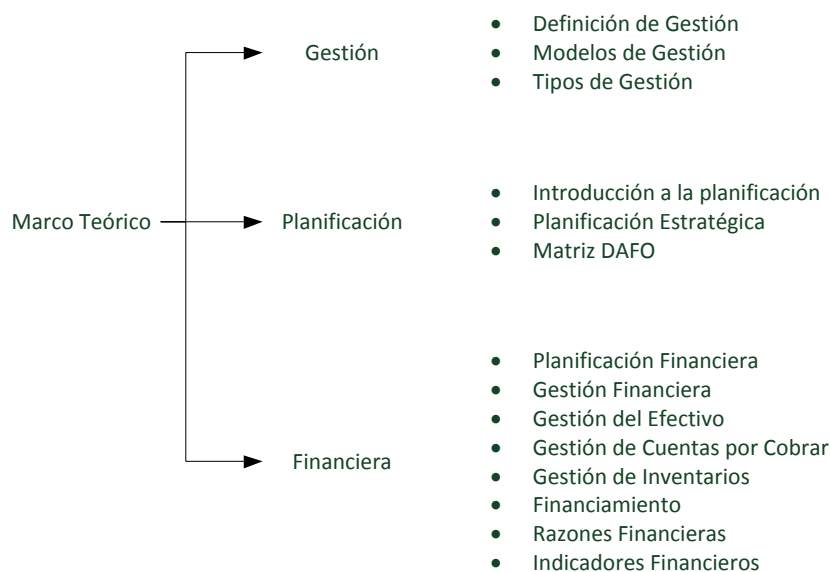 Marco Teórico
Gestión
• Definición de Gestión
• Modelos de Gestión
• Tipos de Gestión
Planificación
• Introducción a la planificación
• Planificación Estratégica
• Matriz DAFO
Financiera
• Planificación Financiera
• Gestión Financiera
• Gestión del Efectivo
• Gestión de Cuentas por Cobrar
• Gestión de Inventarios
• Financiamiento
• Razones Financieras
• Indicadores Financieros